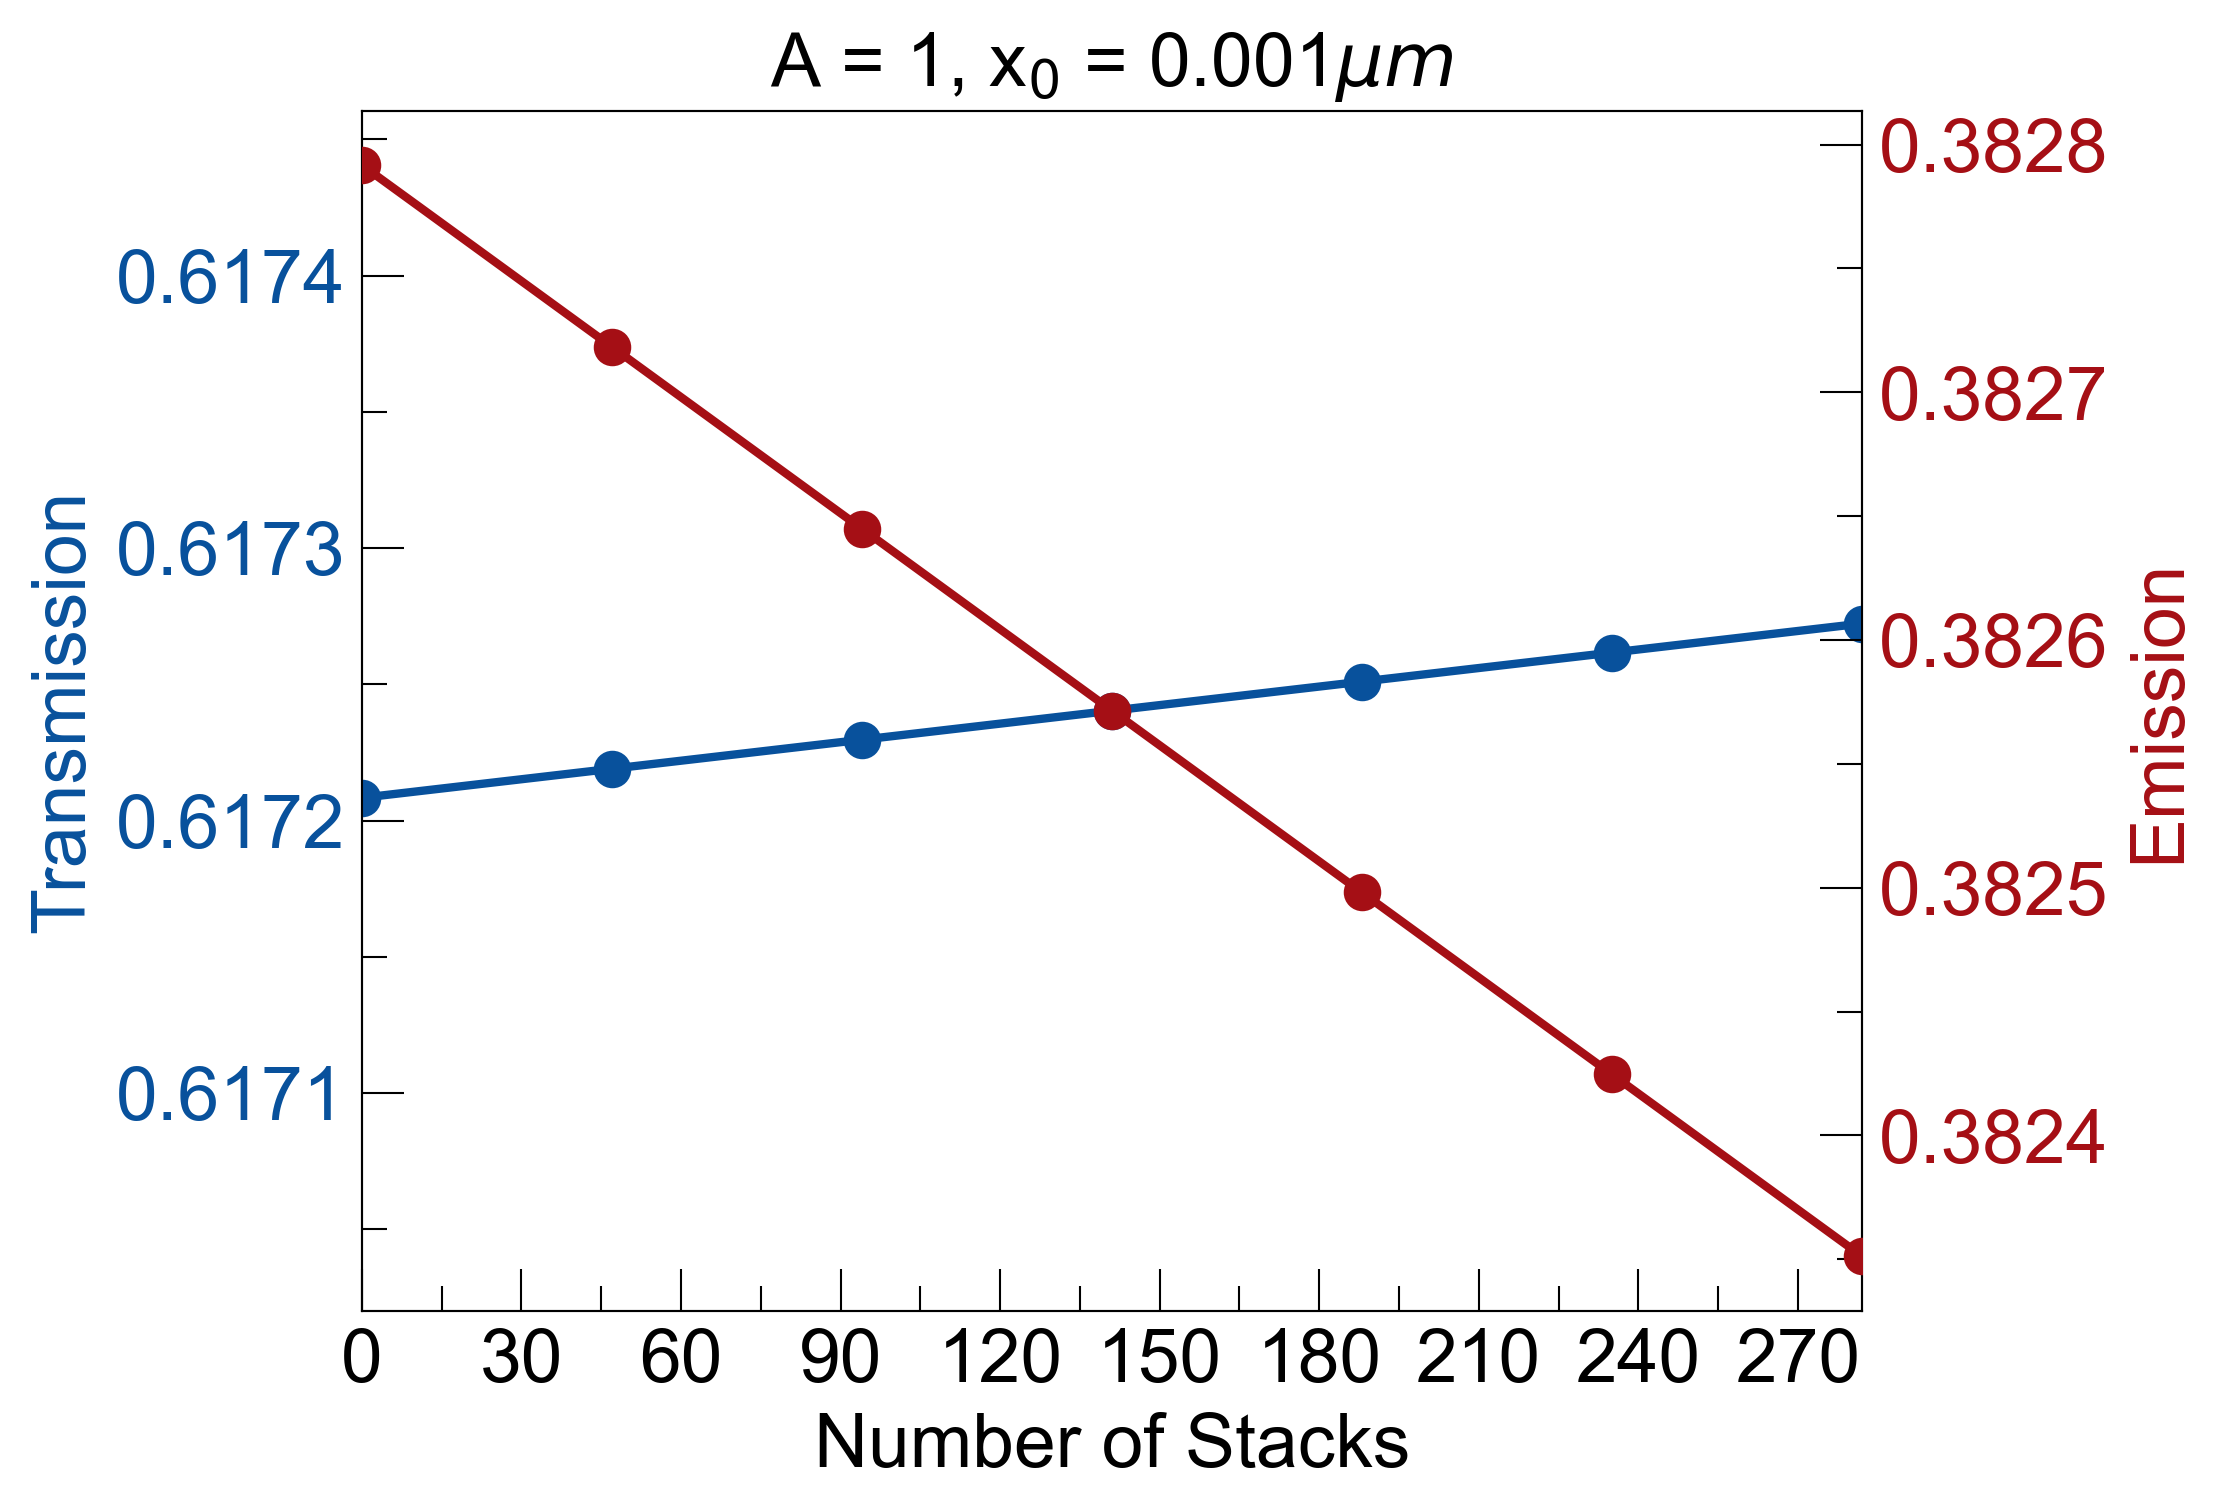 A = 1, x₀ = 0.001μm
Transmission
0.6174
0.6173
0.6172
0.6171
0.3828
0.3827
0.3826
0.3825
0.3824
Emission
0 30 60 90 120 150 180 210 240 270
Number of Stacks